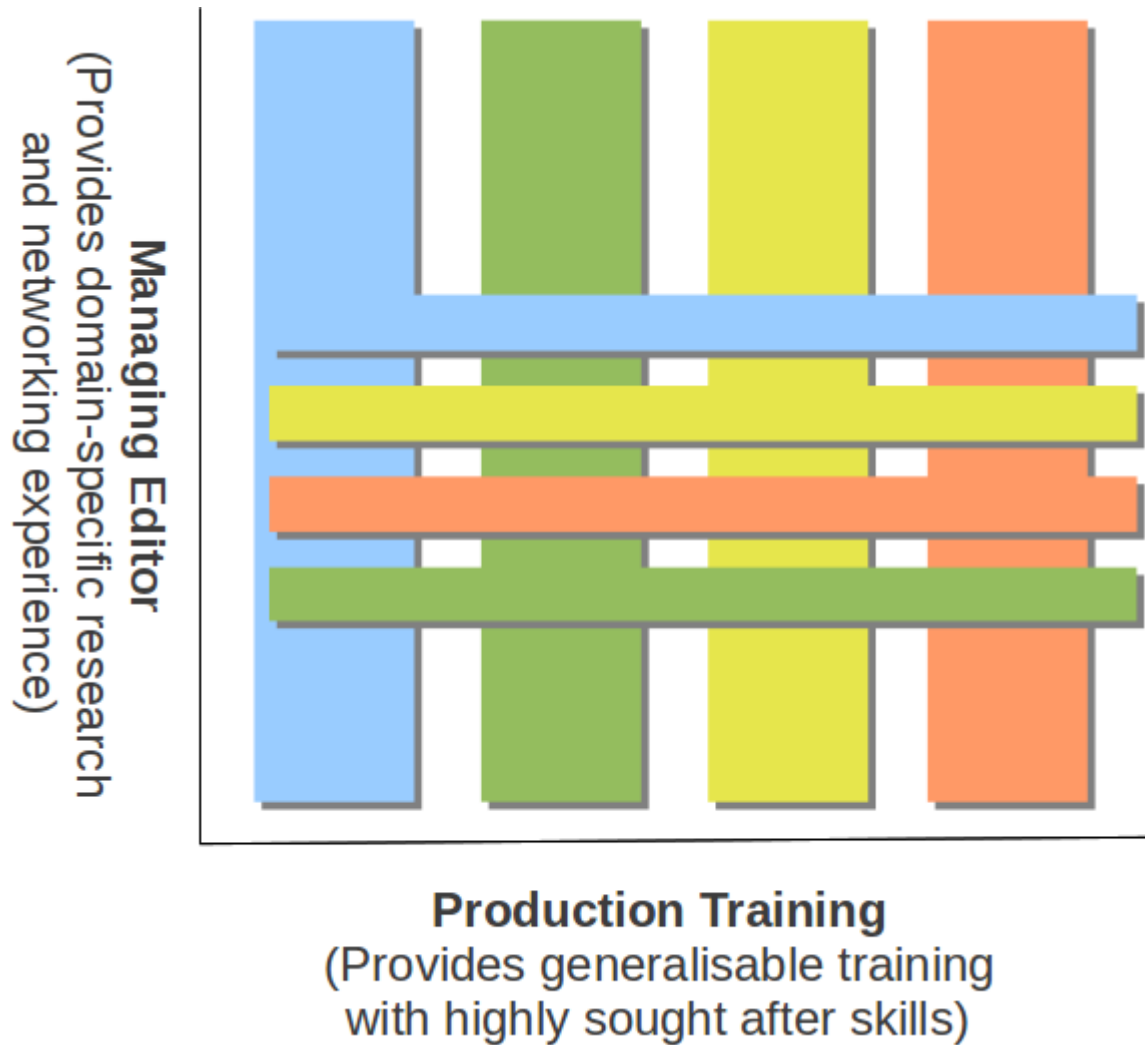 Managing Editor
(Provides domain-specific research
and networking experience)
Production Training
(Provides generalisable training
with highly sought after skills)